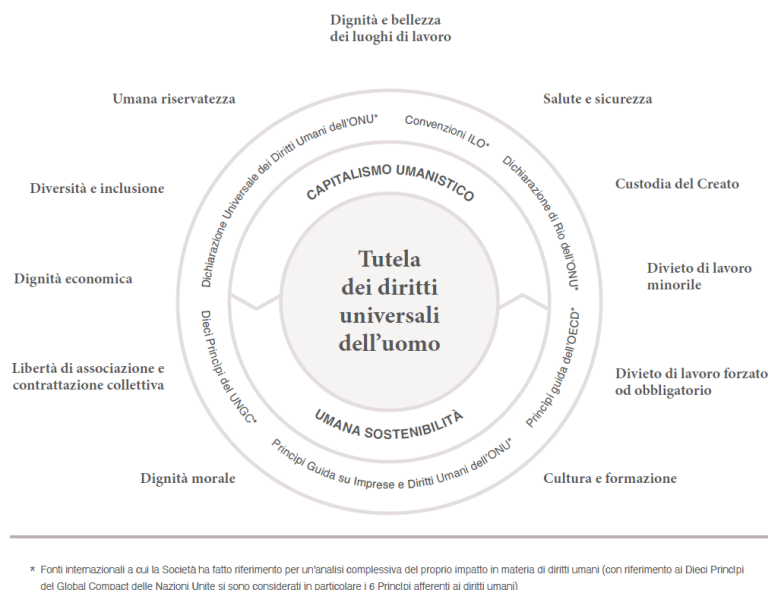 Dignità e bellezza
dei luoghi di lavoro
Umana riservatezza
Salute e sicurezza
Diversità e inclusione
Custodia del Creato
Dignità economica
Divieto di lavoro
minorile
Libertà di associazione e
contrattazione collettiva
Divieto di lavoro forzato
od obbligatorio
Dignità morale
Cultura e formazione
Dichiarazione Universale dei Diritti Umani dell'ONU*
Convenzioni ILO*
Dichiarazione di Rio dell'ONU*
Princìpi guida dell'OECD*
Princìpi Guida su Imprese e Diritti Umani dell'ONU*
Dieci Princìpi del UNGC*
CAPITALISMO UMANISTICO
UMANA SOSTENIBILITÀ
Tutela
dei diritti
universali
dell'uomo
* Fonti internazionali a cui la Società ha fatto riferimento per un'analisi complessiva del proprio impatto in materia di diritti umani (con riferimento ai Dieci Princìpi
del Global Compact delle Nazioni Unite si sono considerati in particolare i 6 Princìpi afferenti ai diritti umani)